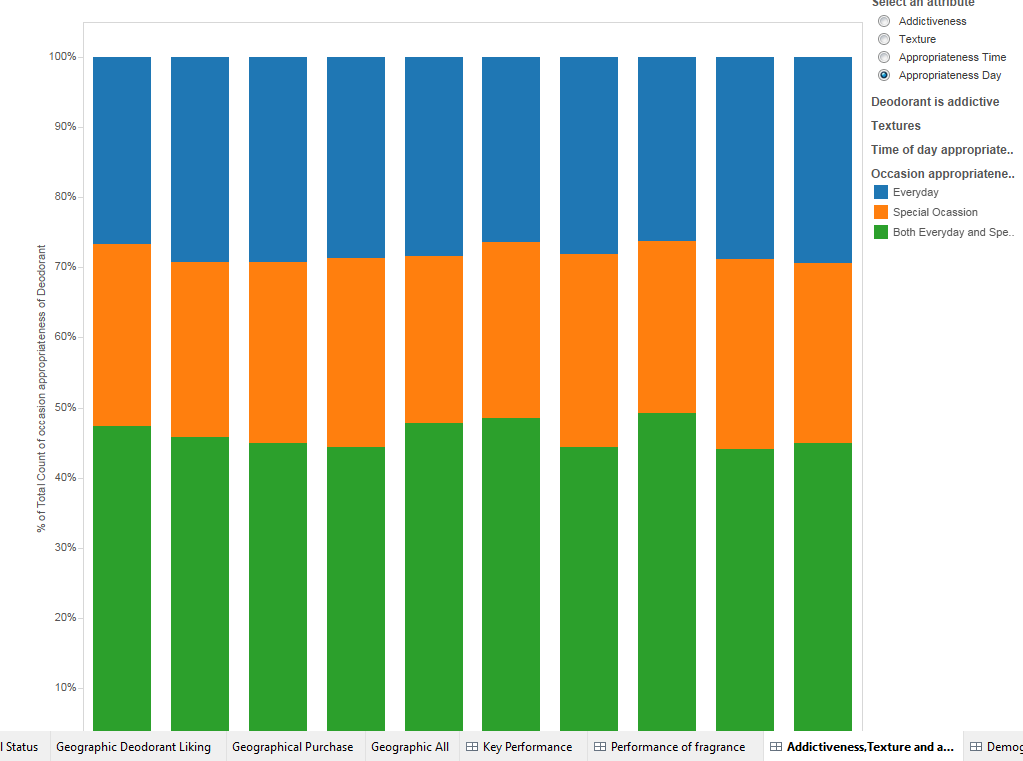 Select an attribute
Addictiveness
Texture
Appropriateness Time
Appropriateness Day
Deodorant is addictive
Textures
Time of day appropriate..
Occasion appropriatene..
Everyday
Special Ocassion
Both Everyday and Spe..
% of Total Count of occasion appropriateness of Deodorant
100%
90%
80%
70%
60%
50%
40%
30%
20%
10%
l Status Geographic Deodorant Liking Geographical Purchase Geographic All Key Performance Performance of fragrance Addictiveness,Texture and a... Demog